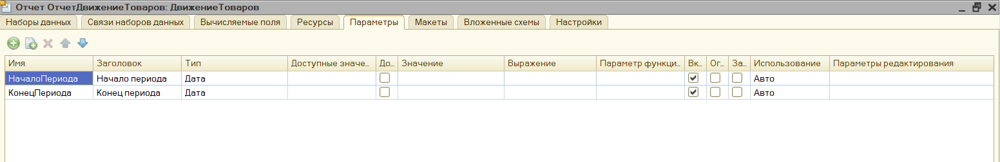 Отчет ОтчетДвижениеТоваров: ДвижениеТоваров
Наборы данных Связи наборов данных Вычисляемые поля Ресурсы Параметры Макеты Вложенные схемы Настройки
Имя Заголовок Тип Доступные значе... До... Значение Выражение Параметр функци... Вк... Ог... За... Использование Параметры редактирования
НачалоПериода Начало периода Дата Авто
КонецПериода Конец периода Дата Авто